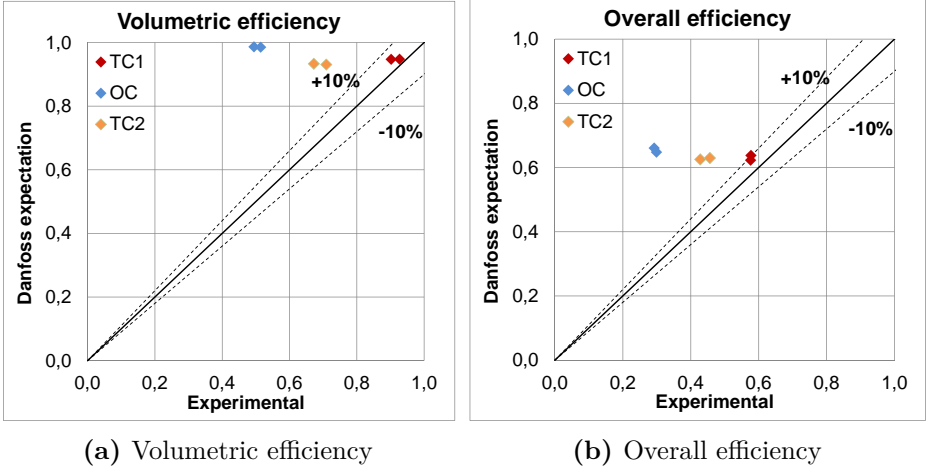 Volumetric efficiency
1,0
0,8
0,6
0,4
0,2
0,0
Danfoss expectation
TC1
OC
TC2
+10%
-10%
0,0 0,2 0,4 0,6 0,8 1,0
Experimental
(a) Volumetric efficiency
Overall efficiency
1,0
0,8
0,6
0,4
0,2
0,0
Danfoss expectation
TC1
OC
TC2
+10%
-10%
0,0 0,2 0,4 0,6 0,8 1,0
Experimental
(b) Overall efficiency